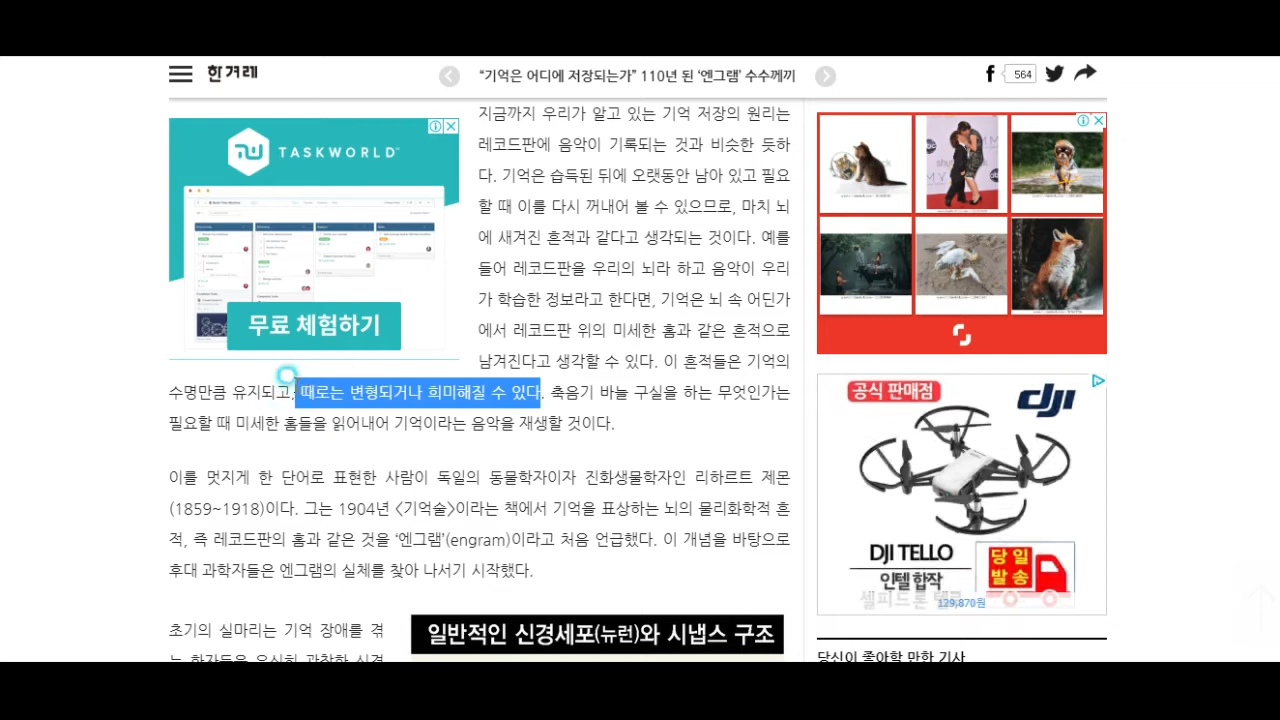 한겨레
“기억은 어디에 저장되는가” 110년 된 ‘엔그램’ 수수께끼
564
TASKWORLD
무료 체험하기
지금까지 우리가 알고 있는 기억 저장의 원리는
레코드판에 음악이 기록되는 것과 비슷한 듯하
다. 기억은 습득된 뒤에 오랫동안 남아 있고 필요
할 때 이를 다시 꺼내어 볼 수 있으므로, 마치 뇌
에 새겨진 흔적과 같다고 생각되는 것이다. 예를
들어 레코드판을 우리의 뇌라 하고 음악이 우리
가 학습한 정보라고 한다면, 기억은 뇌 속 어딘가
에서 레코드판 위의 미세한 홈과 같은 흔적으로
남겨진다고 생각할 수 있다. 이 흔적들은 기억의
수명만큼 유지되고, 때로는 변형되거나 희미해질 수 있다. 축음기 바늘 구실을 하는 무엇인가는
필요할 때 미세한 홈들을 읽어내어 기억이라는 음악을 재생할 것이다.
이를 멋지게 한 단어로 표현한 사람이 독일의 동물학자이자 진화생물학자인 리하르트 제몬
(1859~1918)이다. 그는 1904년 <기억술>이라는 책에서 기억을 표상하는 뇌의 물리화학적 흔
적, 즉 레코드판의 홈과 같은 것을 ‘엔그램’(engram)이라고 처음 언급했다. 이 개념을 바탕으로
후대 과학자들은 엔그램의 실체를 찾아 나서기 시작했다.
초기의 실마리는 기억 장애를 겪
는 환자들을 유심히 관찰한 신경
일반적인 신경세포(뉴런)와 시냅스 구조
공식 판매점
dji
DJI TELLO
인텔 합작
셀피드론 텔로
당일
발송
129,870원
당신이 좋아할 만한 기사